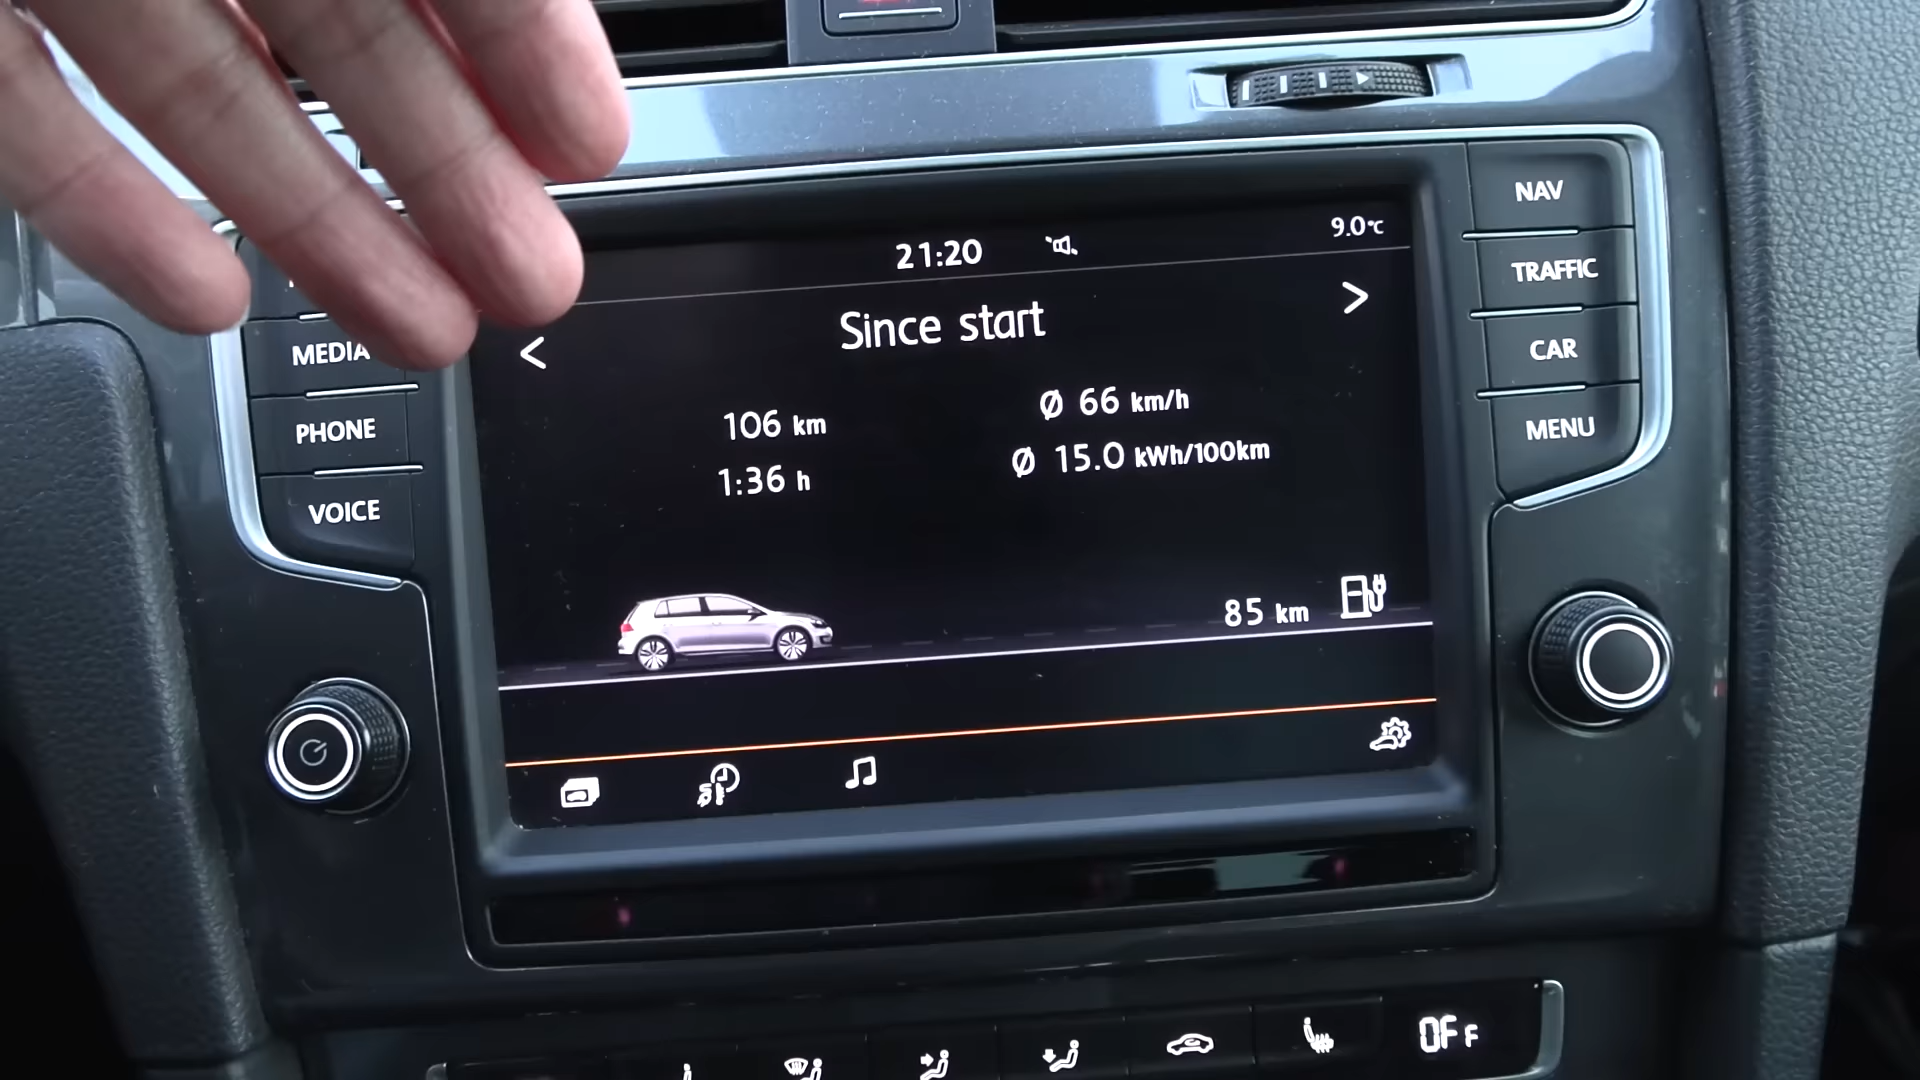 21:20
9.0°C
< Since start >
106 km
Ø 66 km/h
1:36 h
Ø 15.0 kWh/100km
85 km
MEDIA
PHONE
VOICE
NAV
TRAFFIC
CAR
MENU
OFF